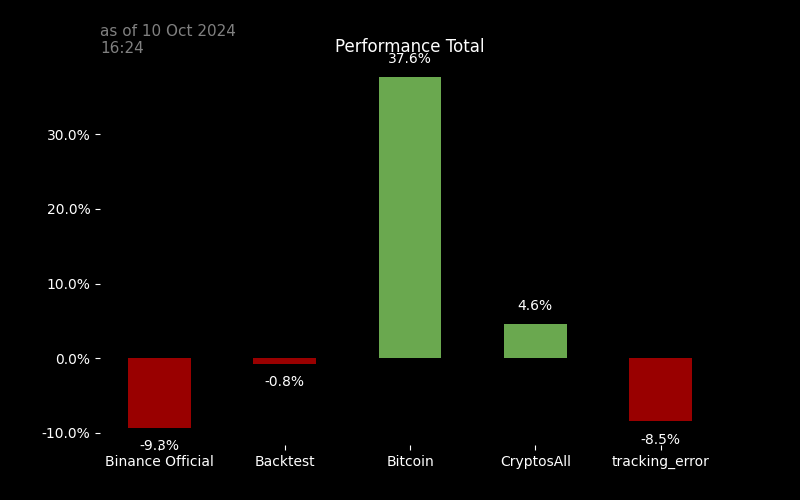 as of 10 Oct 2024
16:24
Performance Total
37.6%
30.0%
20.0%
10.0%
4.6%
0.0%
-0.8%
-10.0%
-9.3%
-8.5%
Binance Official
Backtest
Bitcoin
CryptosAll
tracking_error